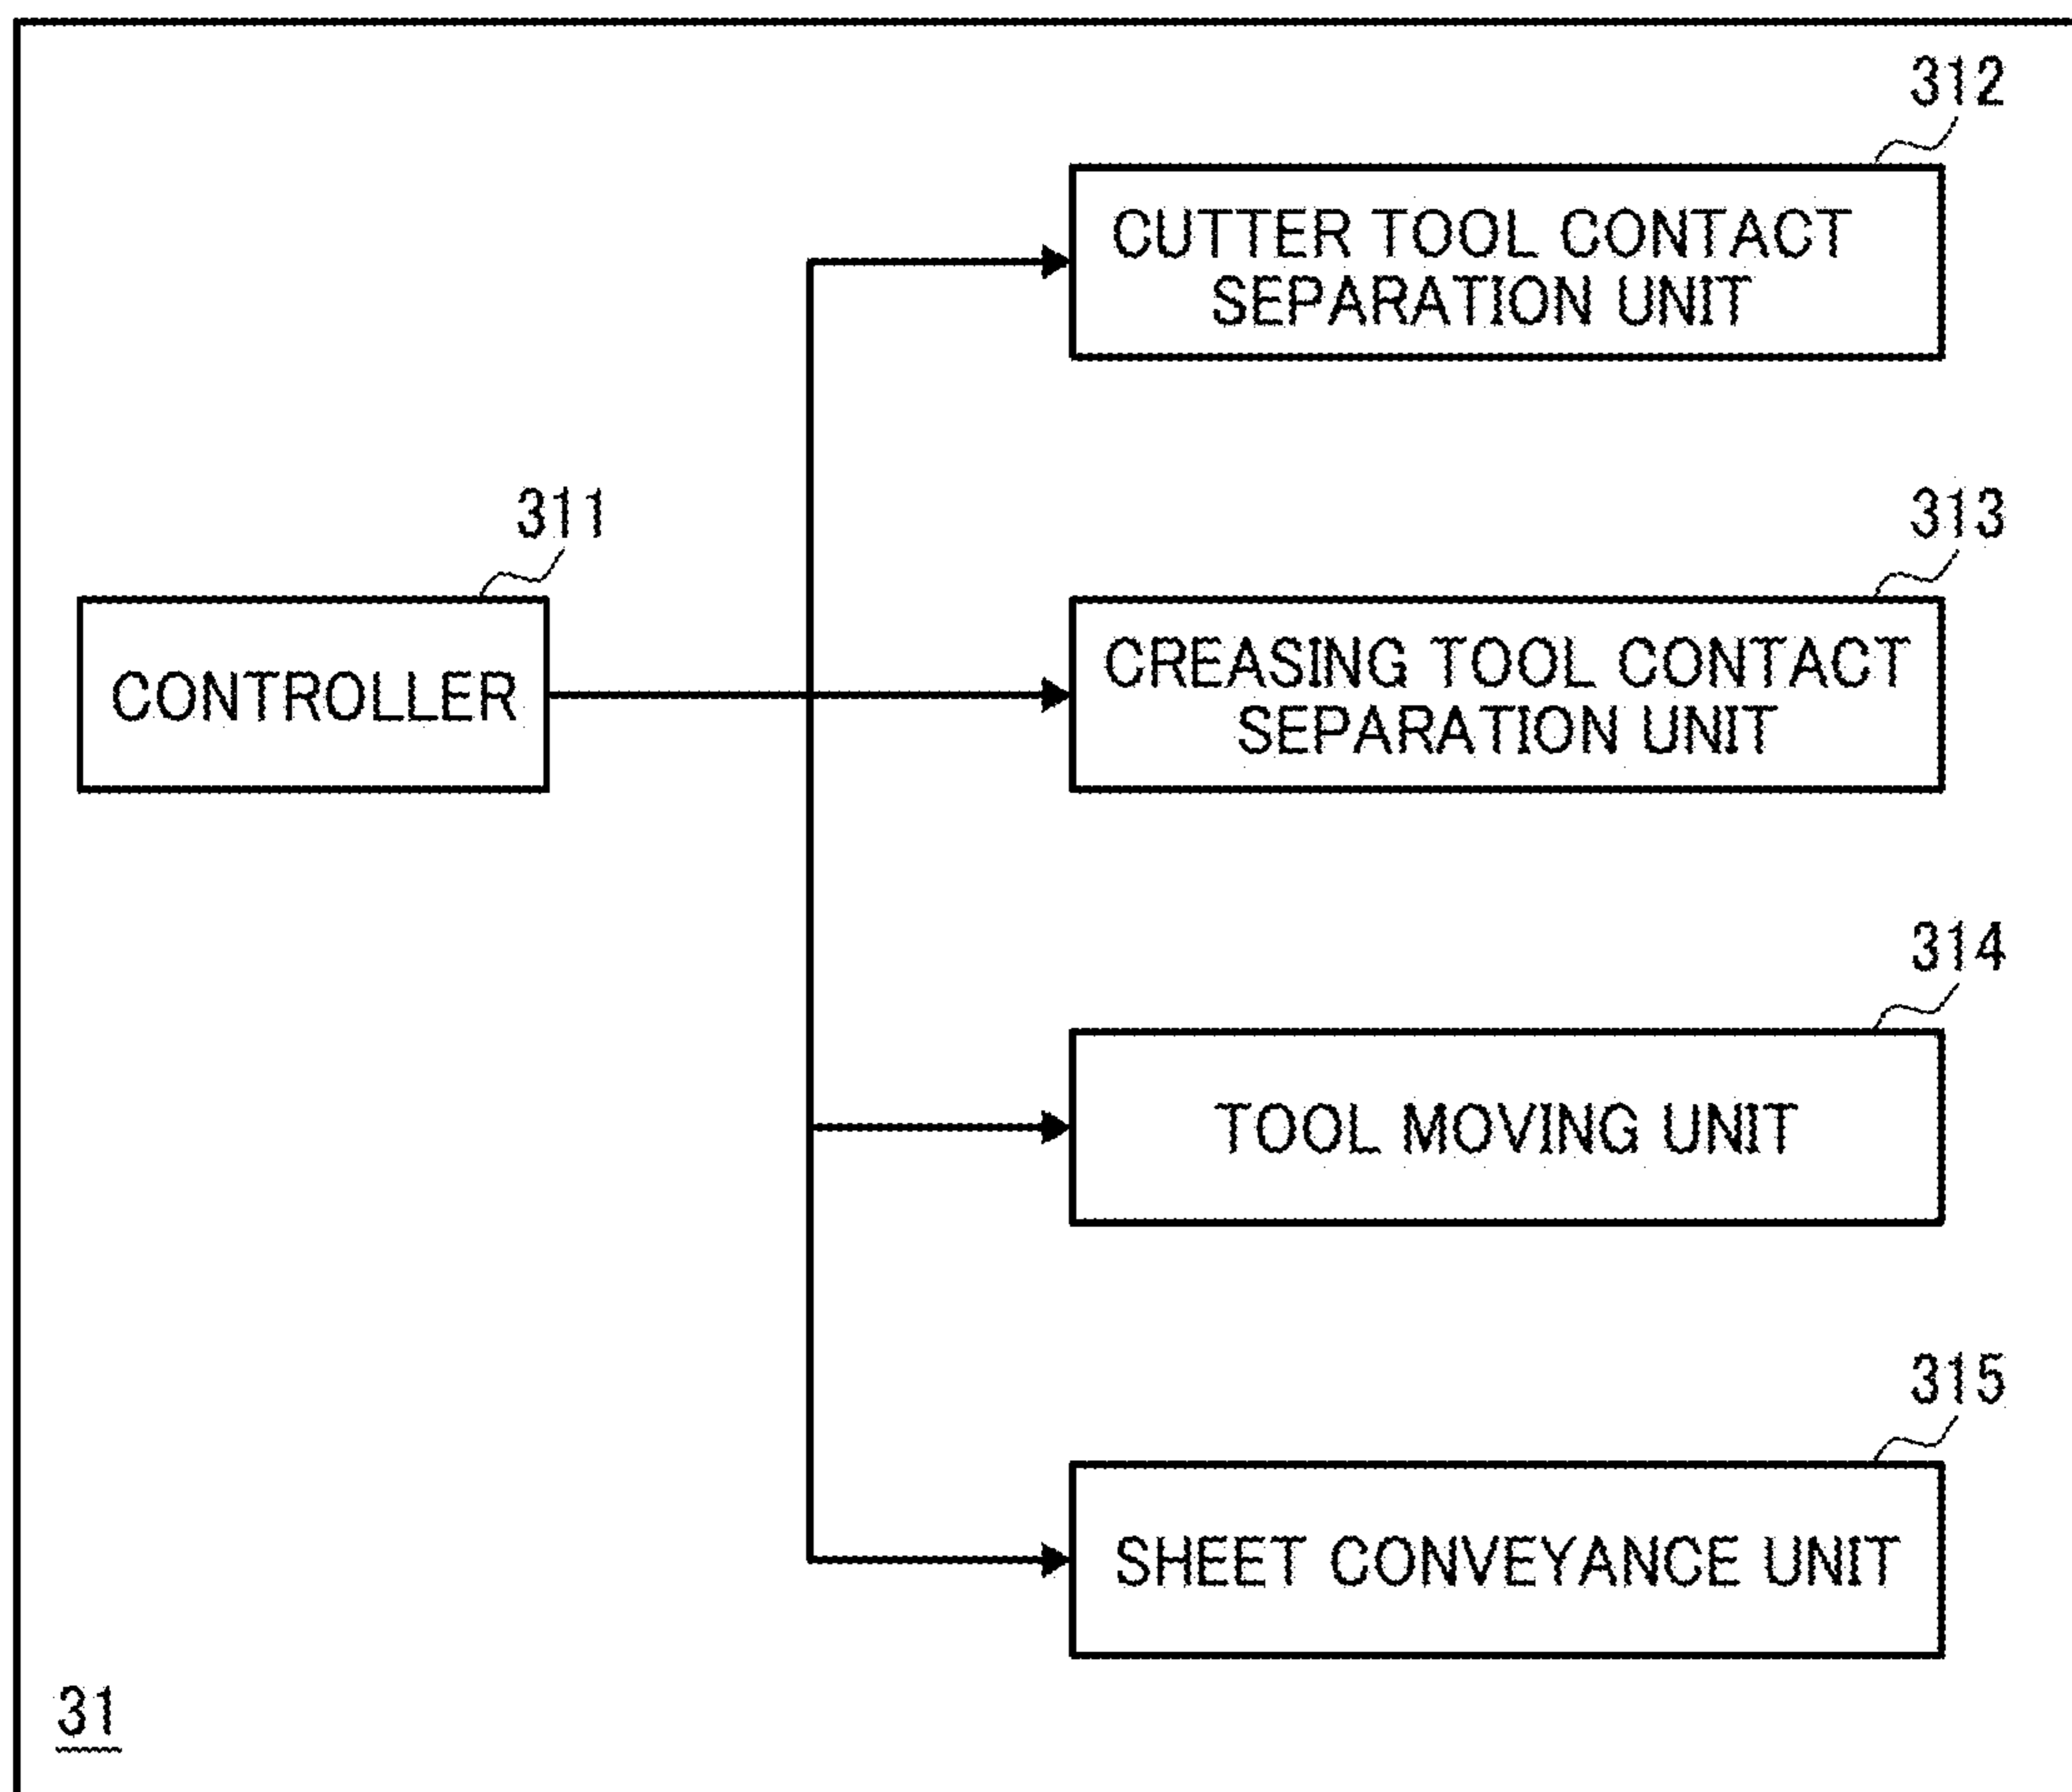 312
CUTTER TOOL CONTACT
SEPARATION UNIT
311
313
CONTROLLER
CREASING TOOL CONTACT
SEPARATION UNIT
314
TOOL MOVING UNIT
315
SHEET CONVEYANCE UNIT
31